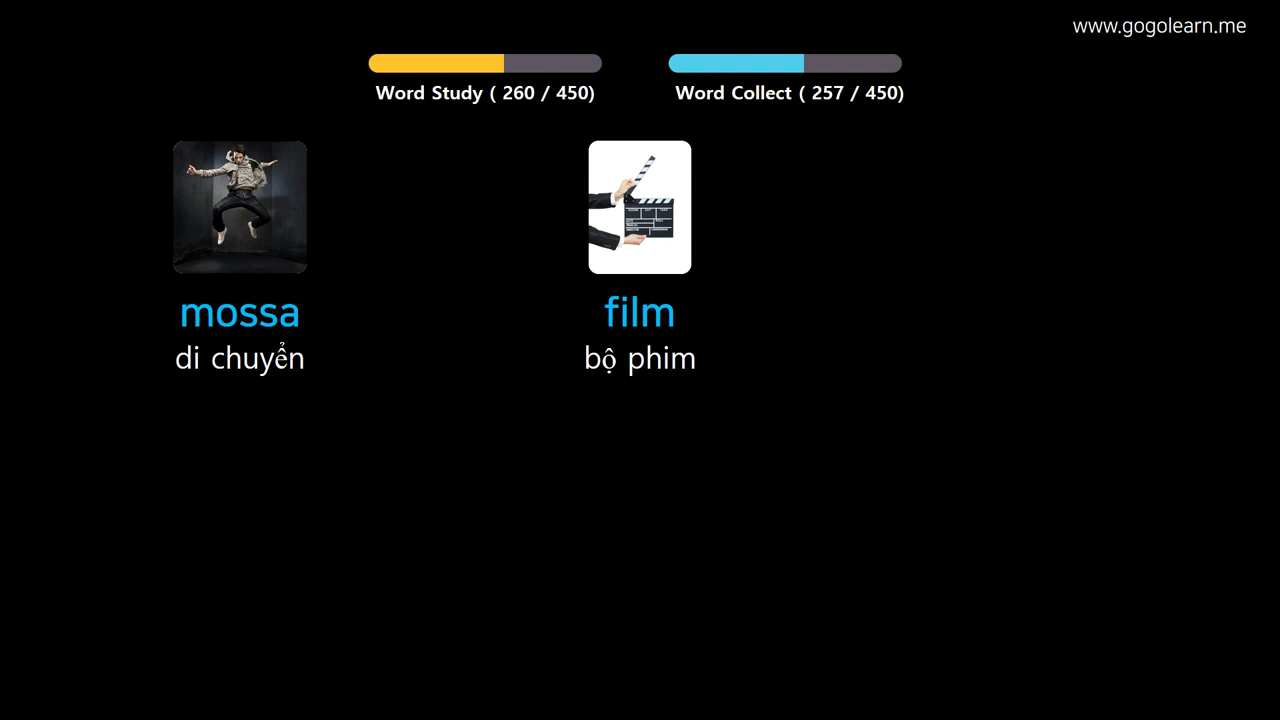 www.gogolearn.me
Word Study ( 260 / 450)
Word Collect ( 257 / 450)
mossa
di chuyển
film
bộ phim